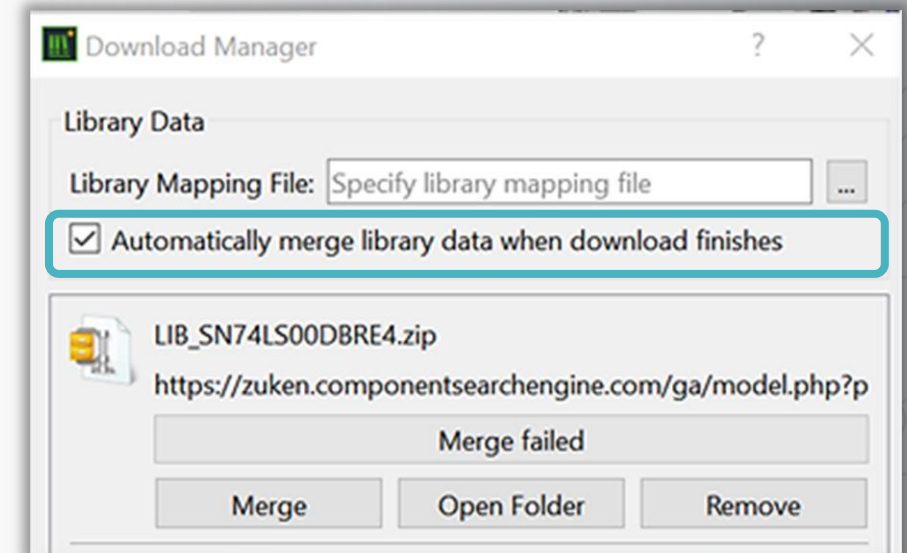 Download Manager ?
Library Data
Library Mapping File: Specify library mapping file ...
Automatically merge library data when download finishes
LIB_SN74LS00DBRE4.zip
https://zuken.componentsearchengine.com/ga/model.php?p
Merge failed
Merge Open Folder Remove